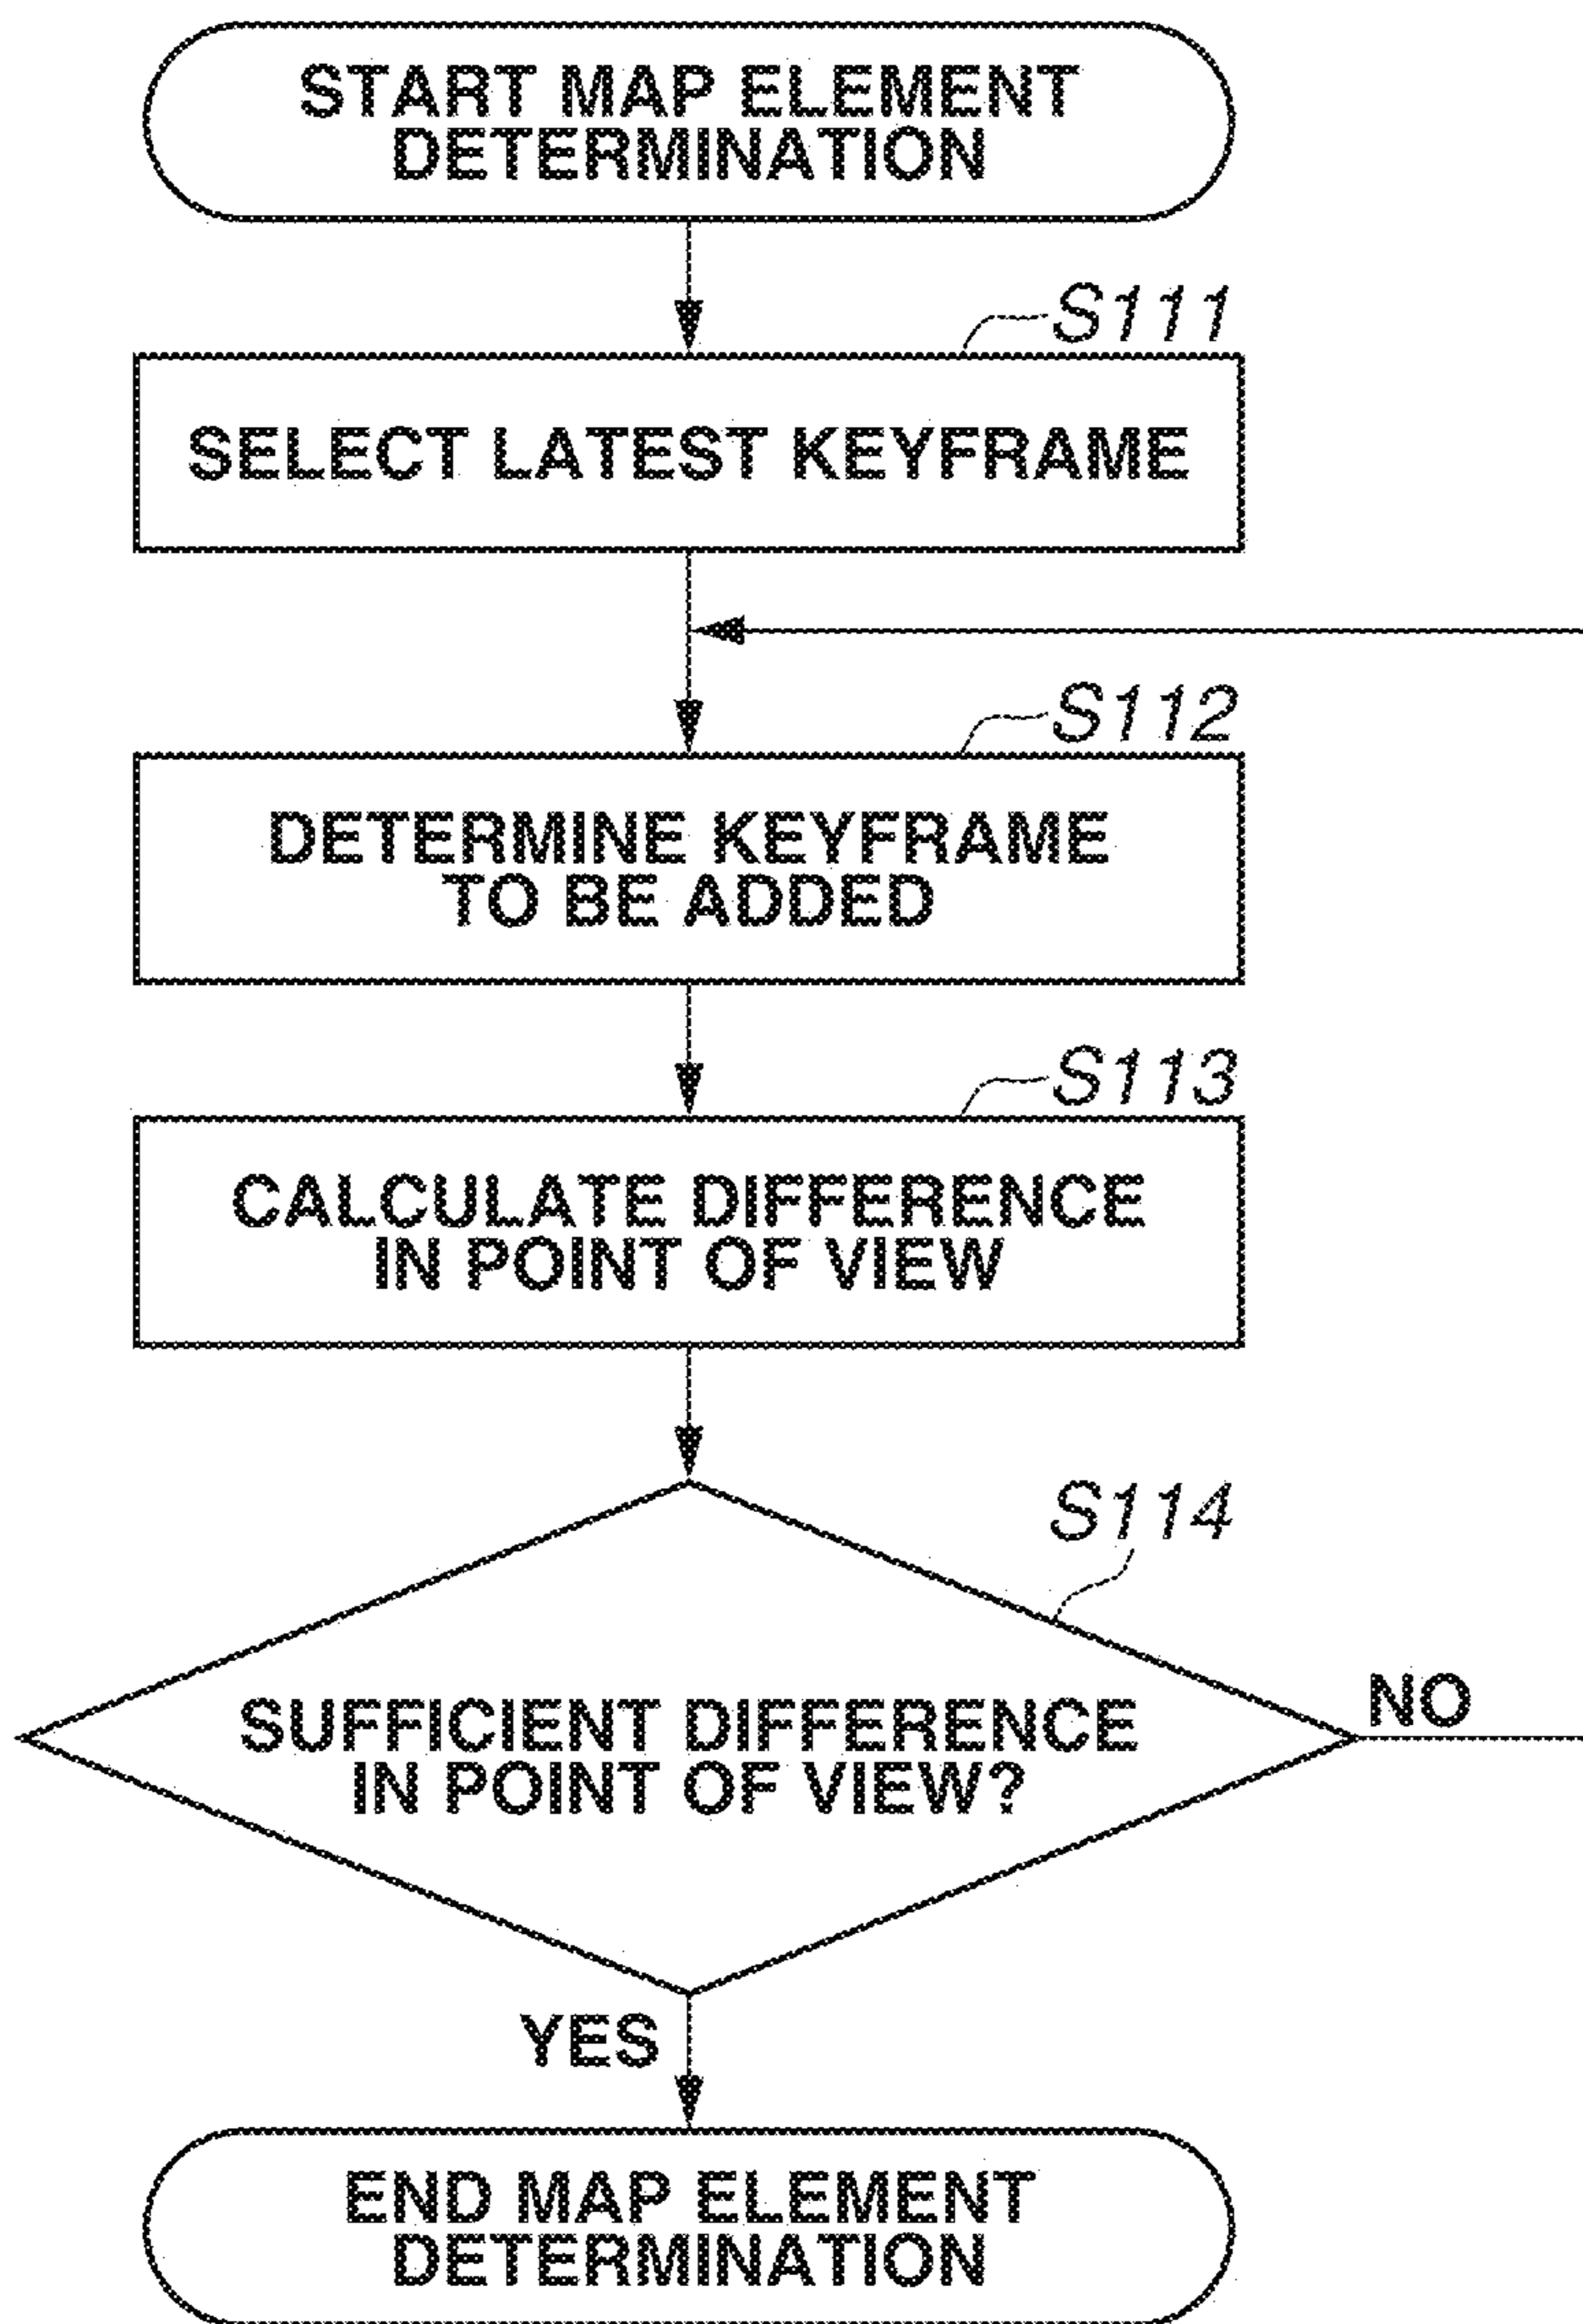 START MAP ELEMENT
DETERMINATION
S111
SELECT LATEST KEYFRAME
S112
DETERMINE KEYFRAME
TO BE ADDED
S113
CALCULATE DIFFERENCE
IN POINT OF VIEW
S114
SUFFICIENT DIFFERENCE
IN POINT OF VIEW?
NO
YES
END MAP ELEMENT
DETERMINATION